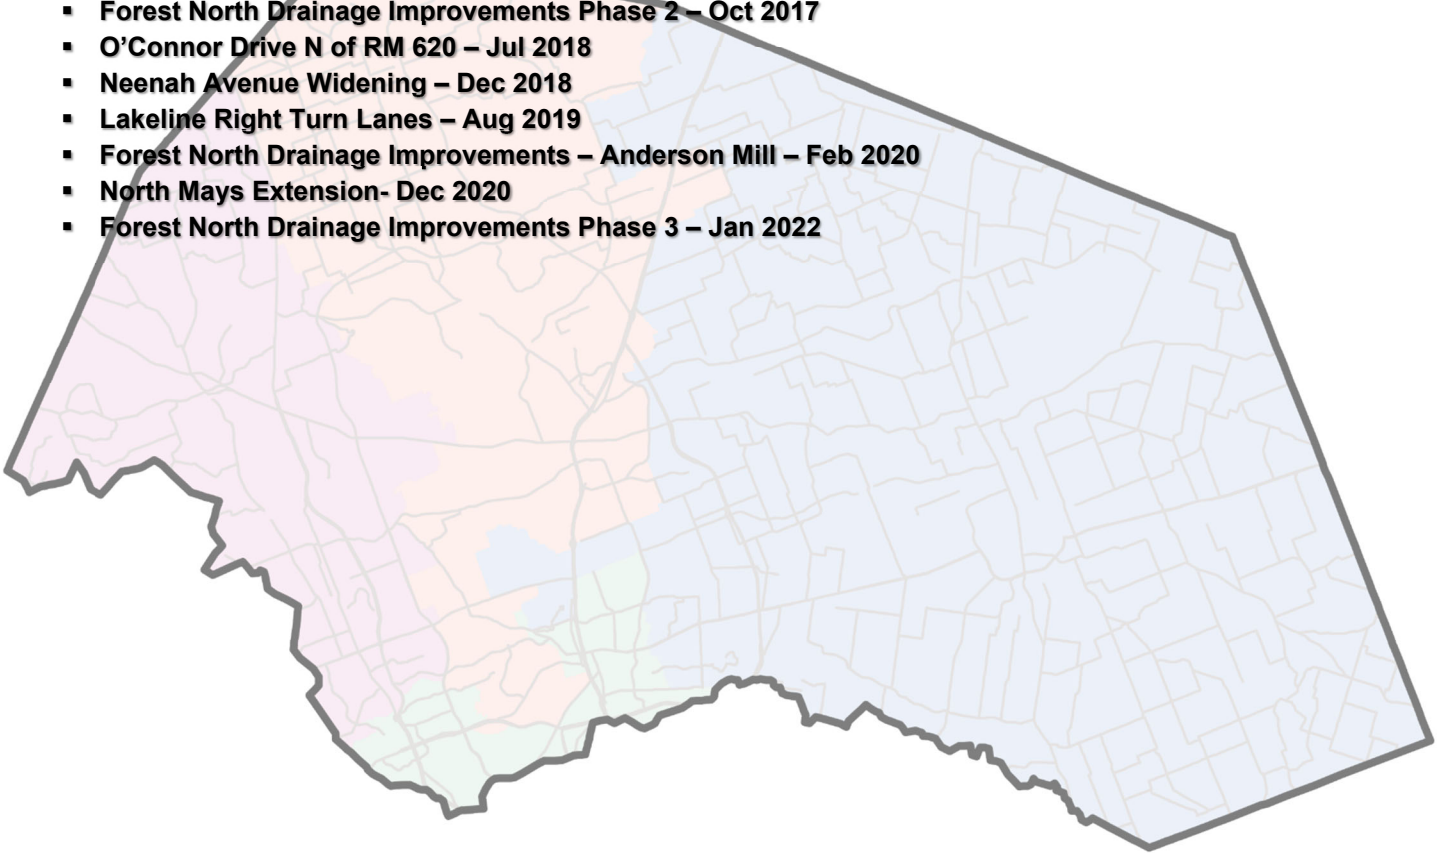 ▪ Forest North Drainage Improvements Phase 2 – Oct 2017
▪ O’Connor Drive N of RM 620 – Jul 2018
▪ Neenah Avenue Widening – Dec 2018
▪ Lakeline Right Turn Lanes – Aug 2019
▪ Forest North Drainage Improvements – Anderson Mill – Feb 2020
▪ North Mays Extension- Dec 2020
▪ Forest North Drainage Improvements Phase 3 – Jan 2022